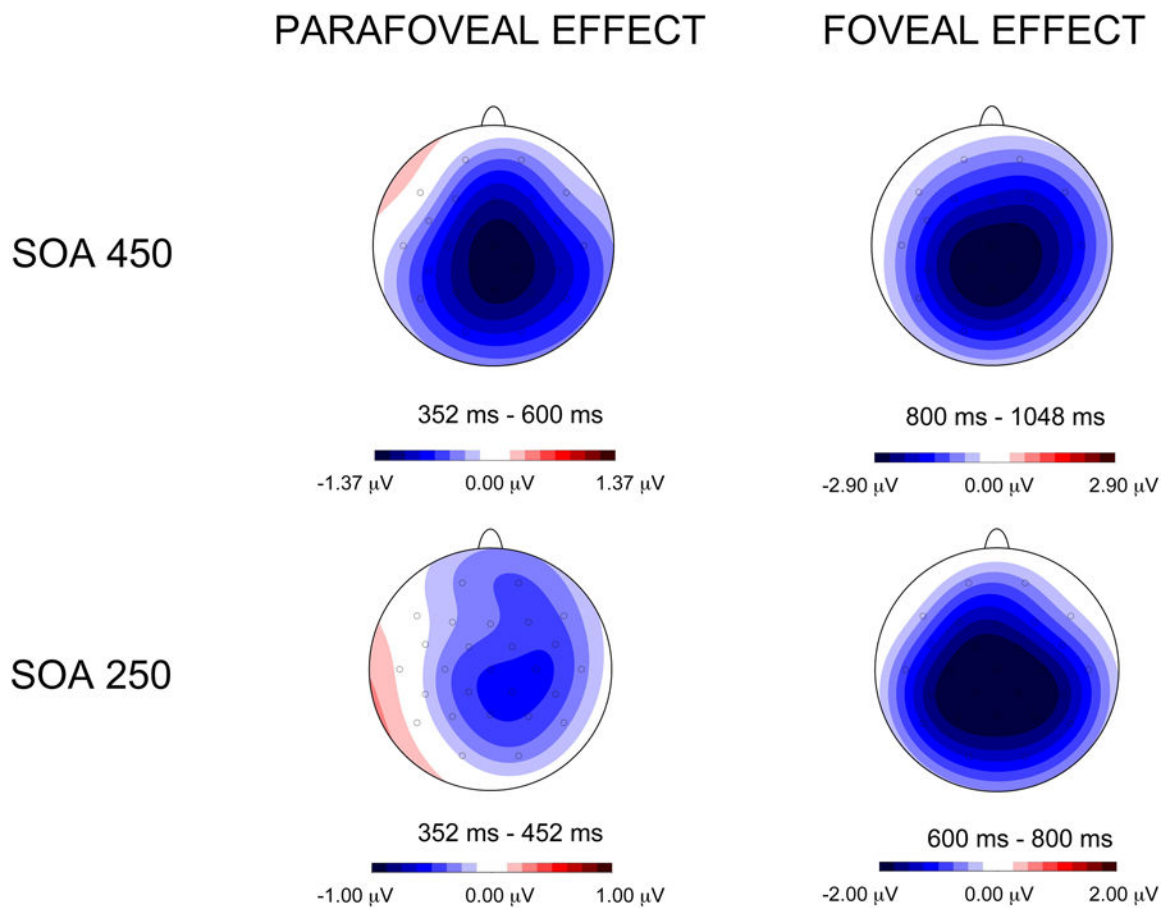 PARAFOVEAL EFFECT FOVEAL EFFECT
SOA 450
352 ms - 600 ms 800 ms - 1048 ms
-1.37 µV 0.00 µV 1.37 µV -2.90 µV 0.00 µV 2.90 µV
SOA 250
352 ms - 452 ms 600 ms - 800 ms
-1.00 µV 0.00 µV 1.00 µV -2.00 µV 0.00 µV 2.00 µV